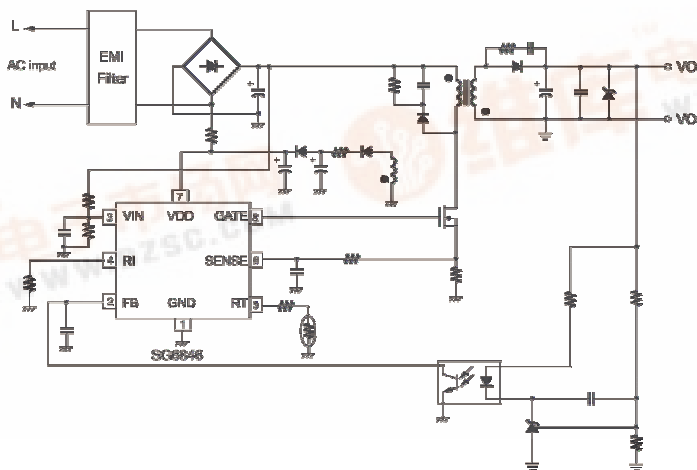 L
AC input
N
EMI
Filter
VO
VO
7
3 VIN VDD GATE 8
4 RI SENSE 6
2 FB GND RT 5
1
SG6846